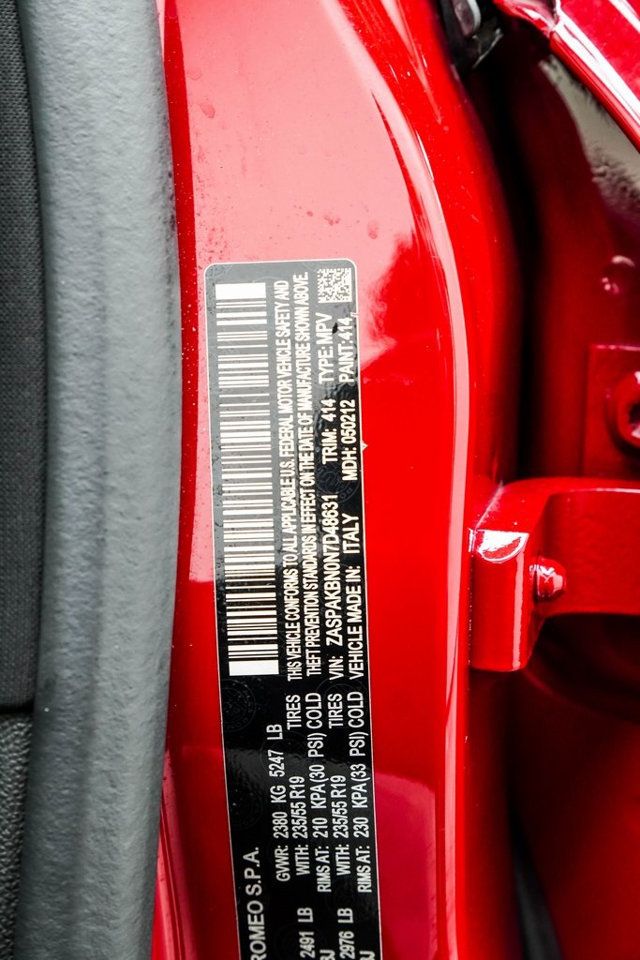 ROMEO S.P.A.
GVWR: 2380 KG 5247 LB
2491 LB WITH: 235/55 R19 TIRES
RIMS AT: 210 KPA(30 PSI) COLD
2976 LB WITH: 235/55 R19 TIRES
RIMS AT: 230 KPA(33 PSI) COLD
THIS VEHICLE CONFORMS TO ALL APPLICABLE U.S. FEDERAL MOTOR VEHICLE SAFETY AND
THEFT PREVENTION STANDARDS IN EFFECT ON THE DATE OF MANUFACTURE SHOWN ABOVE.
VIN: ZASPAKBN0N7D48631 TRIM: 414 TYPE: MPV
VEHICLE MADE IN: ITALY MDH: 050212 PAINT: 414